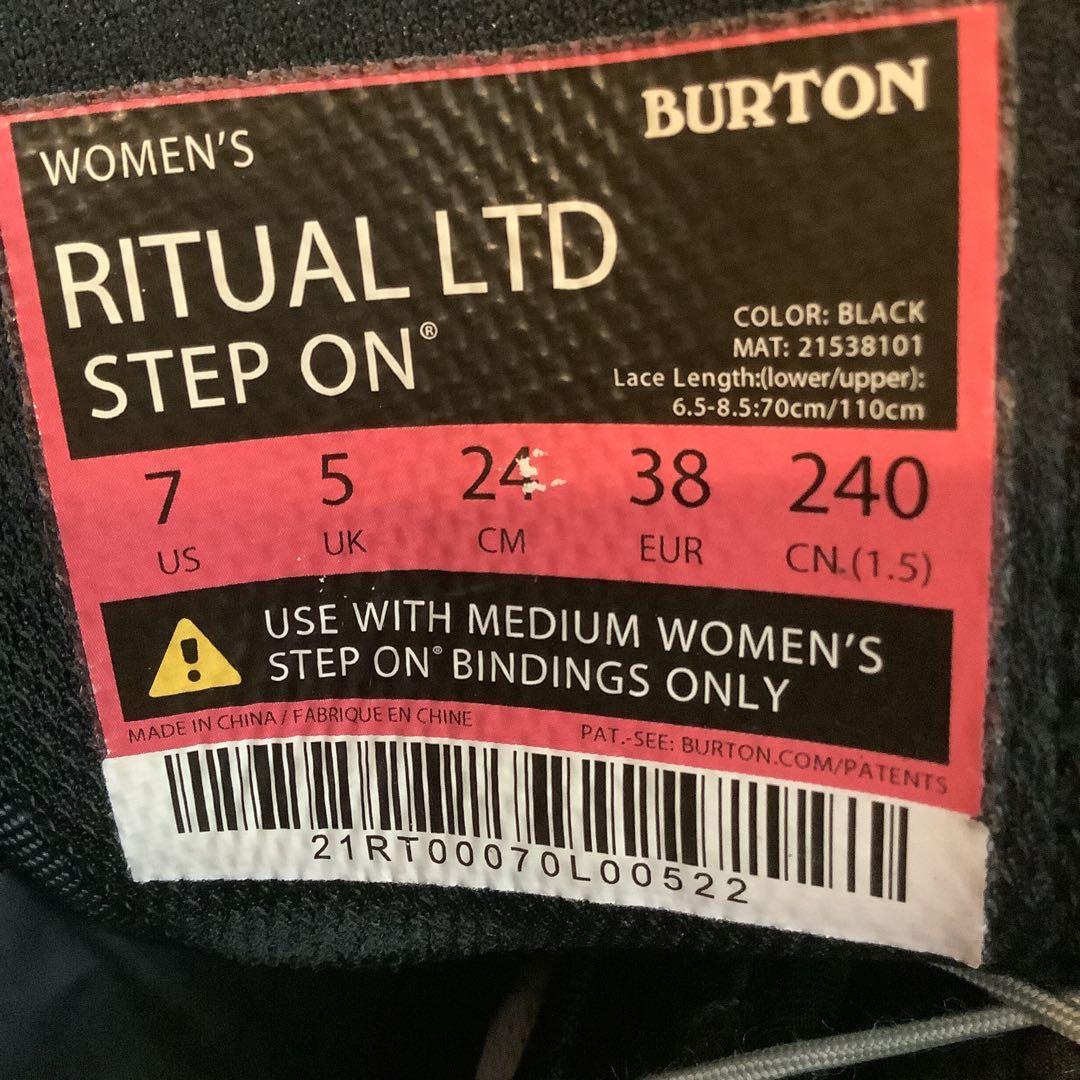 BURTON
WOMEN'S
RITUAL LTD
STEP ON®
COLOR: BLACK
MAT: 21538101
Lace Length:(lower/upper):
6.5-8.5:70cm/110cm
7 5 24 38 240
US UK CM EUR CN.(1.5)
USE WITH MEDIUM WOMEN'S
STEP ON® BINDINGS ONLY
MADE IN CHINA / FABRIQUE EN CHINE
PAT.-SEE: BURTON.COM/PATENTS
21RT00070L00522